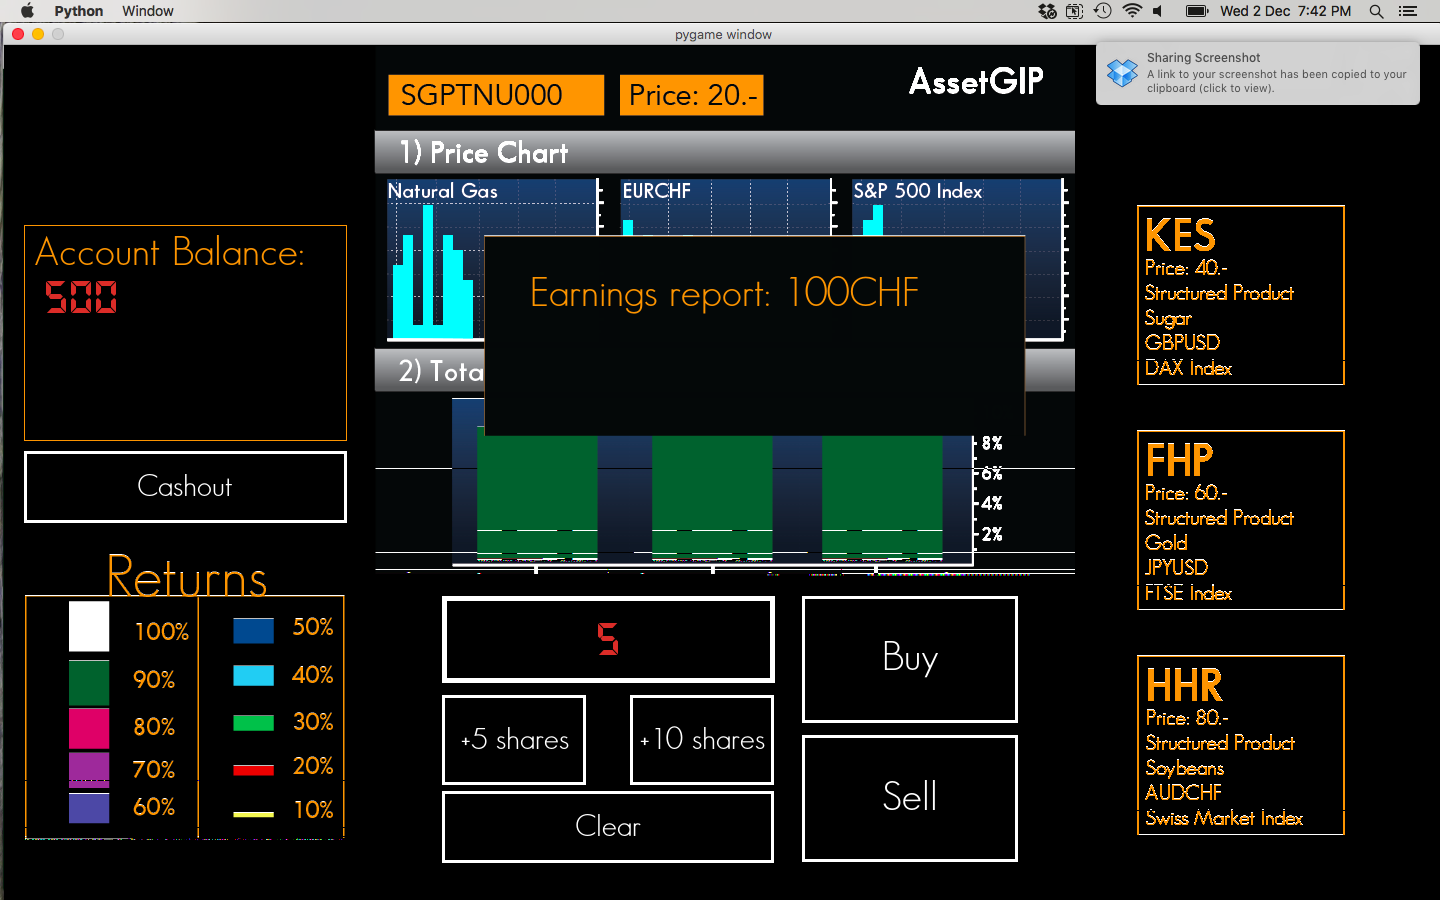 Python Window
Wed 2 Dec 7:42 PM
pygame window
Sharing Screenshot
A link to your screenshot has been copied to your
clipboard (click to view).
SGPTNU000
Price: 20.-
AssetGIP
1) Price Chart
Natural Gas
EURCHF
S&P 500 Index
Account Balance:
500
Earnings report: 100CHF
2) Tota
8%
6%
4%
2%
Cashout
Returns
100%
90%
80%
70%
60%
50%
40%
30%
20%
10%
5
+5 shares
+10 shares
Clear
Buy
Sell
KES
Price: 40.-
Structured Product
Sugar
GBPUSD
DAX Index
FHP
Price: 60.-
Structured Product
Gold
JPYUSD
FTSE Index
HHR
Price: 80.-
Structured Product
Soybeans
AUDCHF
Swiss Market Index